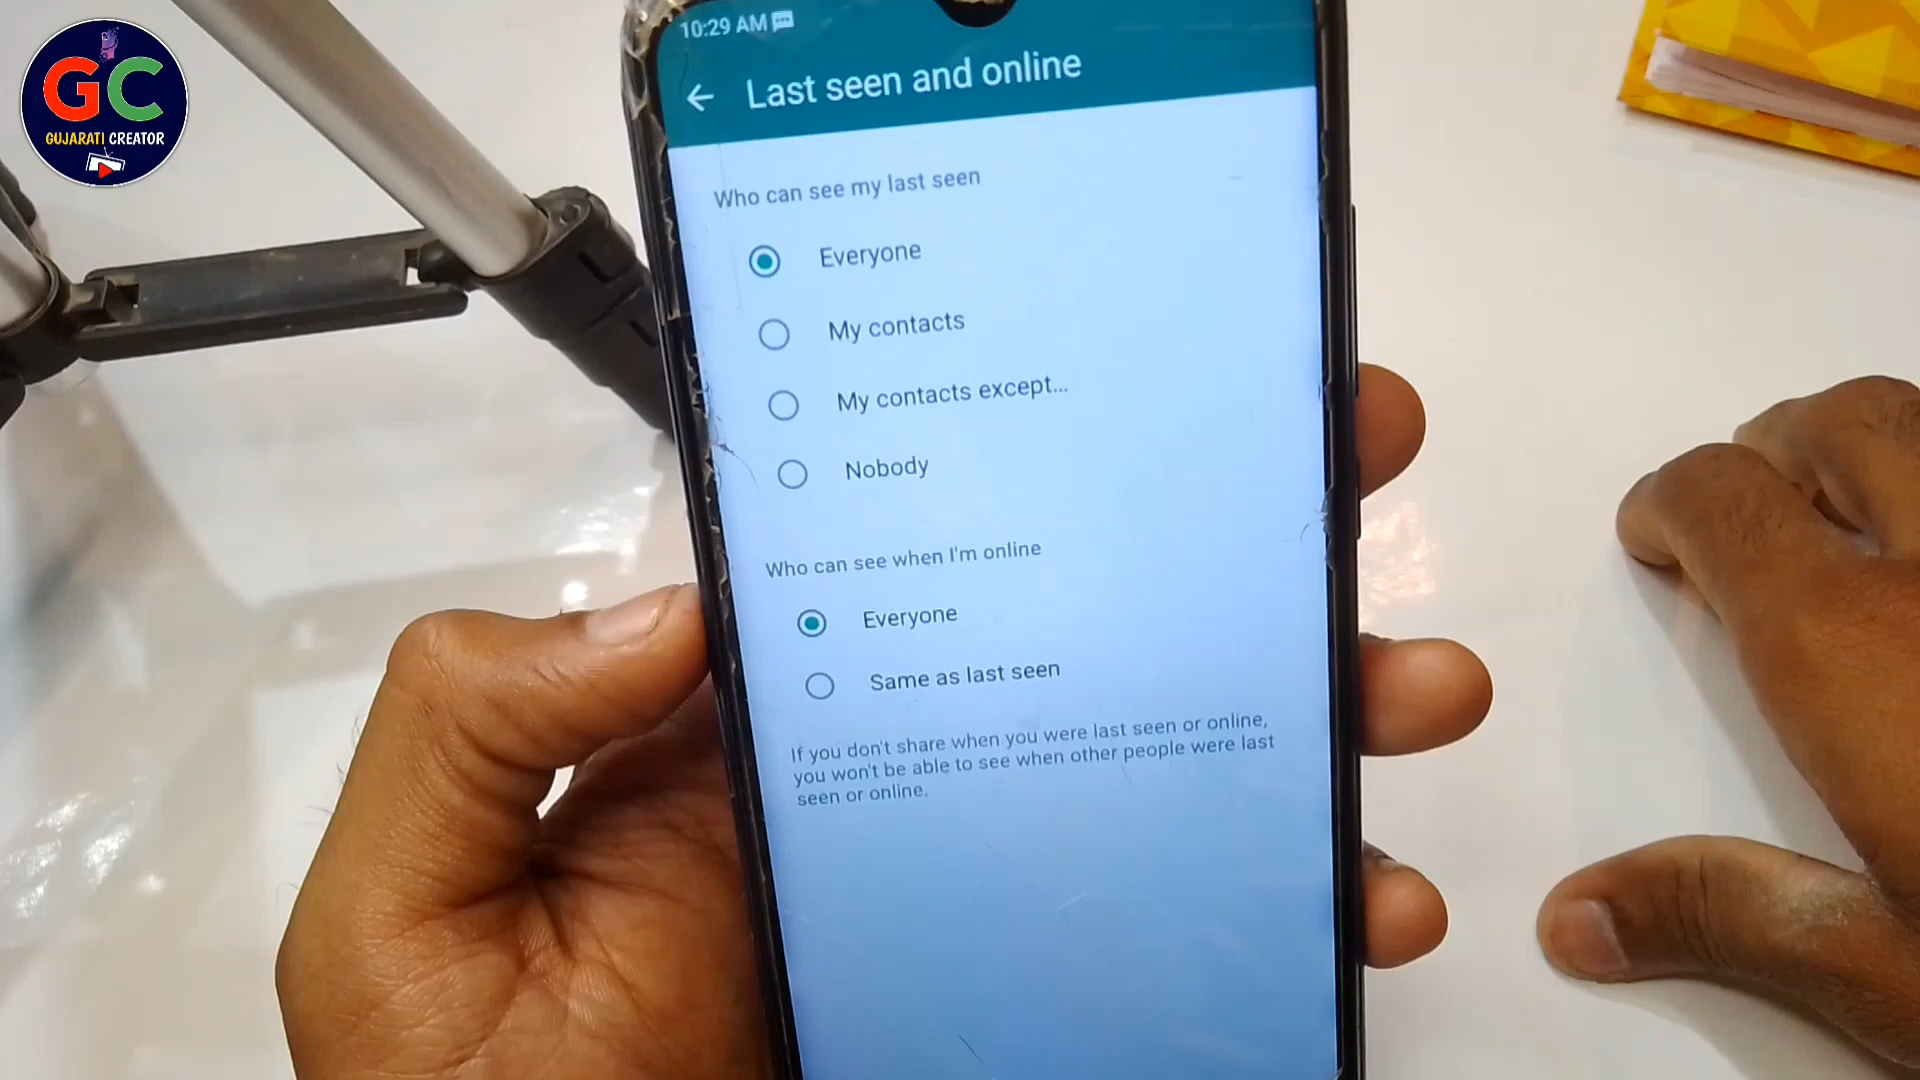 GC
GUJARATI CREATOR
10:29 AM
Last seen and online
Who can see my last seen
Everyone
My contacts
My contacts except...
Nobody
Who can see when I'm online
Everyone
Same as last seen
If you don't share when you were last seen or online,
you won't be able to see when other people were last
seen or online.